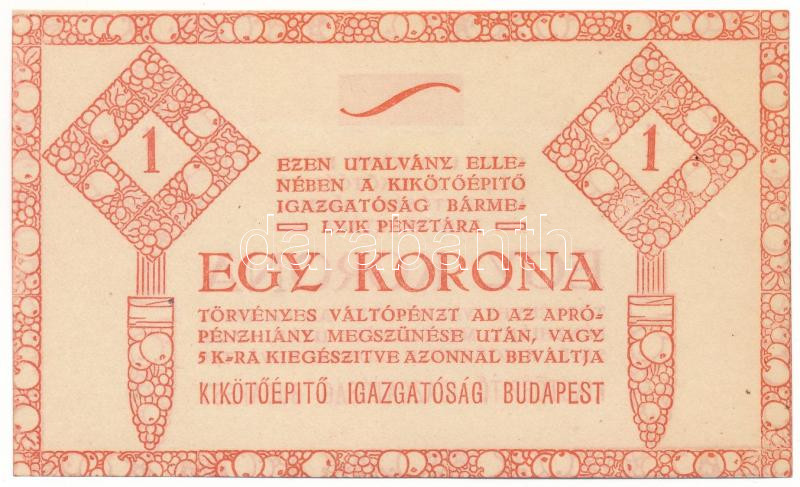 1
1
EZEN UTALVÁNY ELLE=
NÉBEN A KIKÖTŐÉPITŐ
IGAZGATÓSÁG BÁRME=
LYIK PÉNZTÁRA
EGY KORONA
TÖRVÉNYES VÁLTÓPÉNZT AD AZ APRÓ=
PÉNZHIÁNY MEGSZÜNÉSE UTÁN, VAGY
5 K=RA KIEGÉSZITVE AZONNAL BEVÁLTJA
KIKÖTŐÉPITŐ IGAZGATÓSÁG BUDAPEST
darabanth